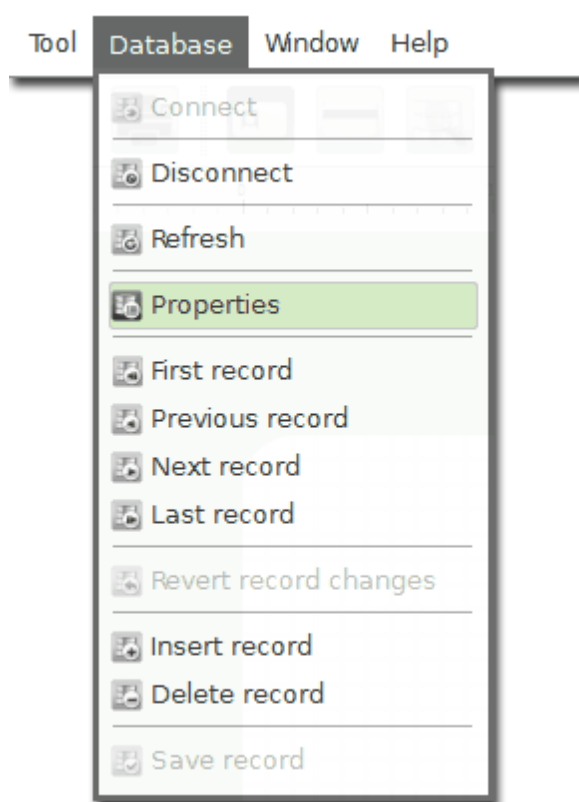 Tool Database Window Help
Connect
Disconnect
Refresh
Properties
First record
Previous record
Next record
Last record
Revert record changes
Insert record
Delete record
Save record